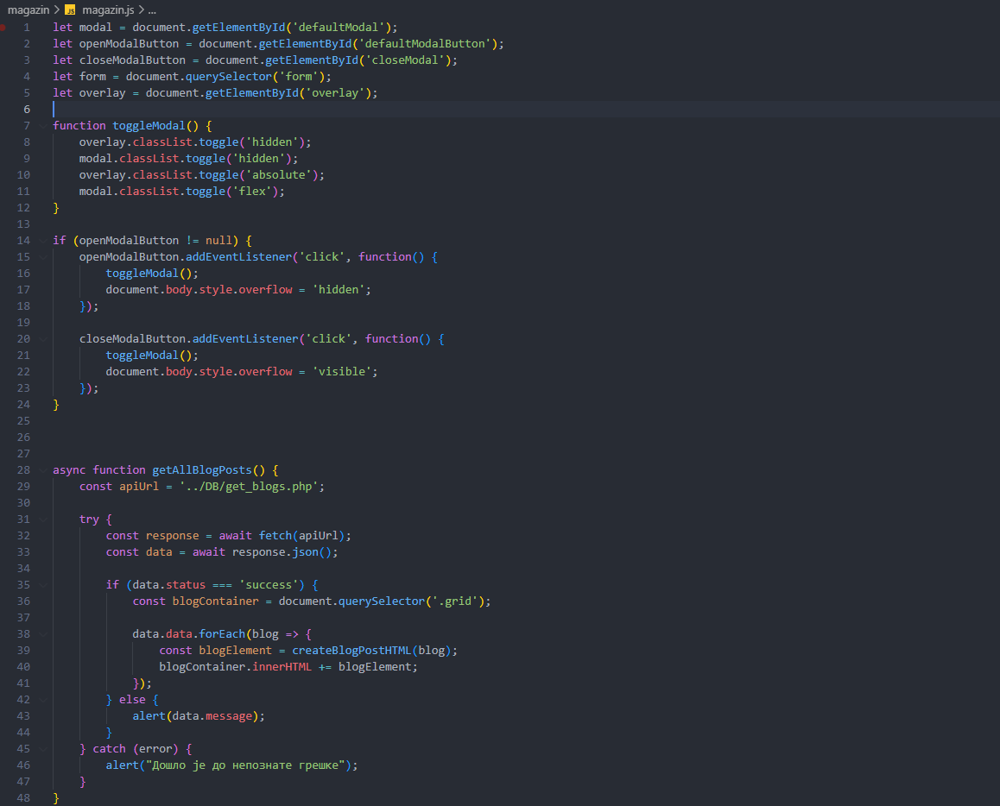 magazin > JS magazin.js > ...
1 let modal = document.getElementById('defaultModal');
2 let openModalButton = document.getElementById('defaultModalButton');
3 let closeModalButton = document.getElementById('closeModal');
4 let form = document.querySelector('form');
5 let overlay = document.getElementById('overlay');
6
7 function toggleModal() {
8     overlay.classList.toggle('hidden');
9     modal.classList.toggle('hidden');
10     overlay.classList.toggle('absolute');
11     modal.classList.toggle('flex');
12 }
13
14 if (openModalButton != null) {
15     openModalButton.addEventListener('click', function() {
16         toggleModal();
17         document.body.style.overflow = 'hidden';
18     });
19
20     closeModalButton.addEventListener('click', function() {
21         toggleModal();
22         document.body.style.overflow = 'visible';
23     });
24 }
25
26
27
28 async function getAllBlogPosts() {
29     const apiUrl = '../DB/get_blogs.php';
30
31     try {
32         const response = await fetch(apiUrl);
33         const data = await response.json();
34
35         if (data.status === 'success') {
36             const blogContainer = document.querySelector('.grid');
37
38             data.data.forEach(blog => {
39                 const blogElement = createBlogPostHTML(blog);
40                 blogContainer.innerHTML += blogElement;
41             });
42         } else {
43             alert(data.message);
44         }
45     } catch (error) {
46         alert("Дошло је до непознате грешке");
47     }
48 }